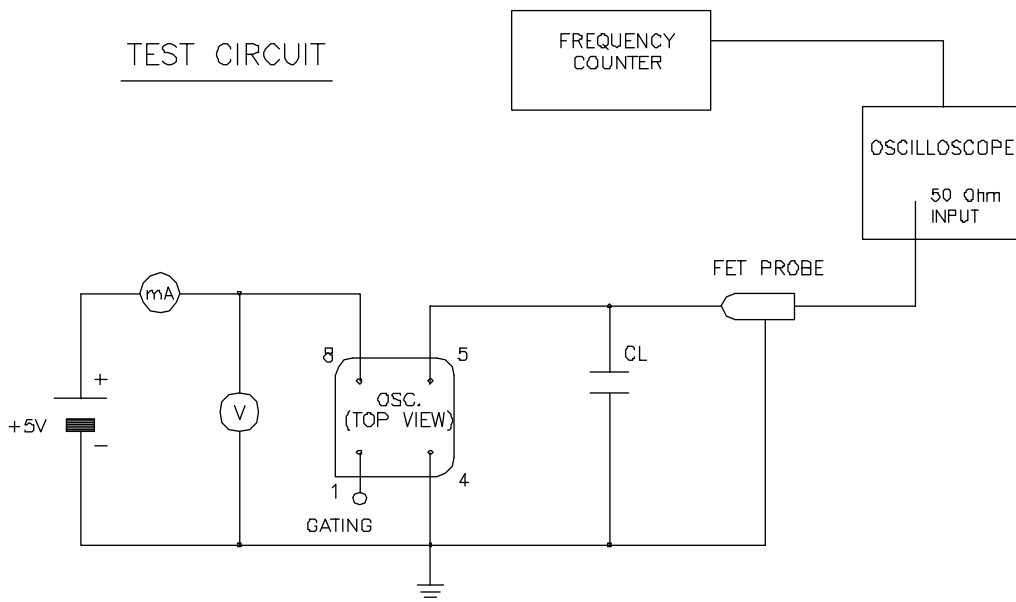 TEST CIRCUIT
FREQUENCY
COUNTER
OSCILLOSCOPE
50 Ohm
INPUT
FET PROBE
mA
8
5
CL
+
OSC.
(TOP VIEW)
V
+5V
−
1
4
GATING